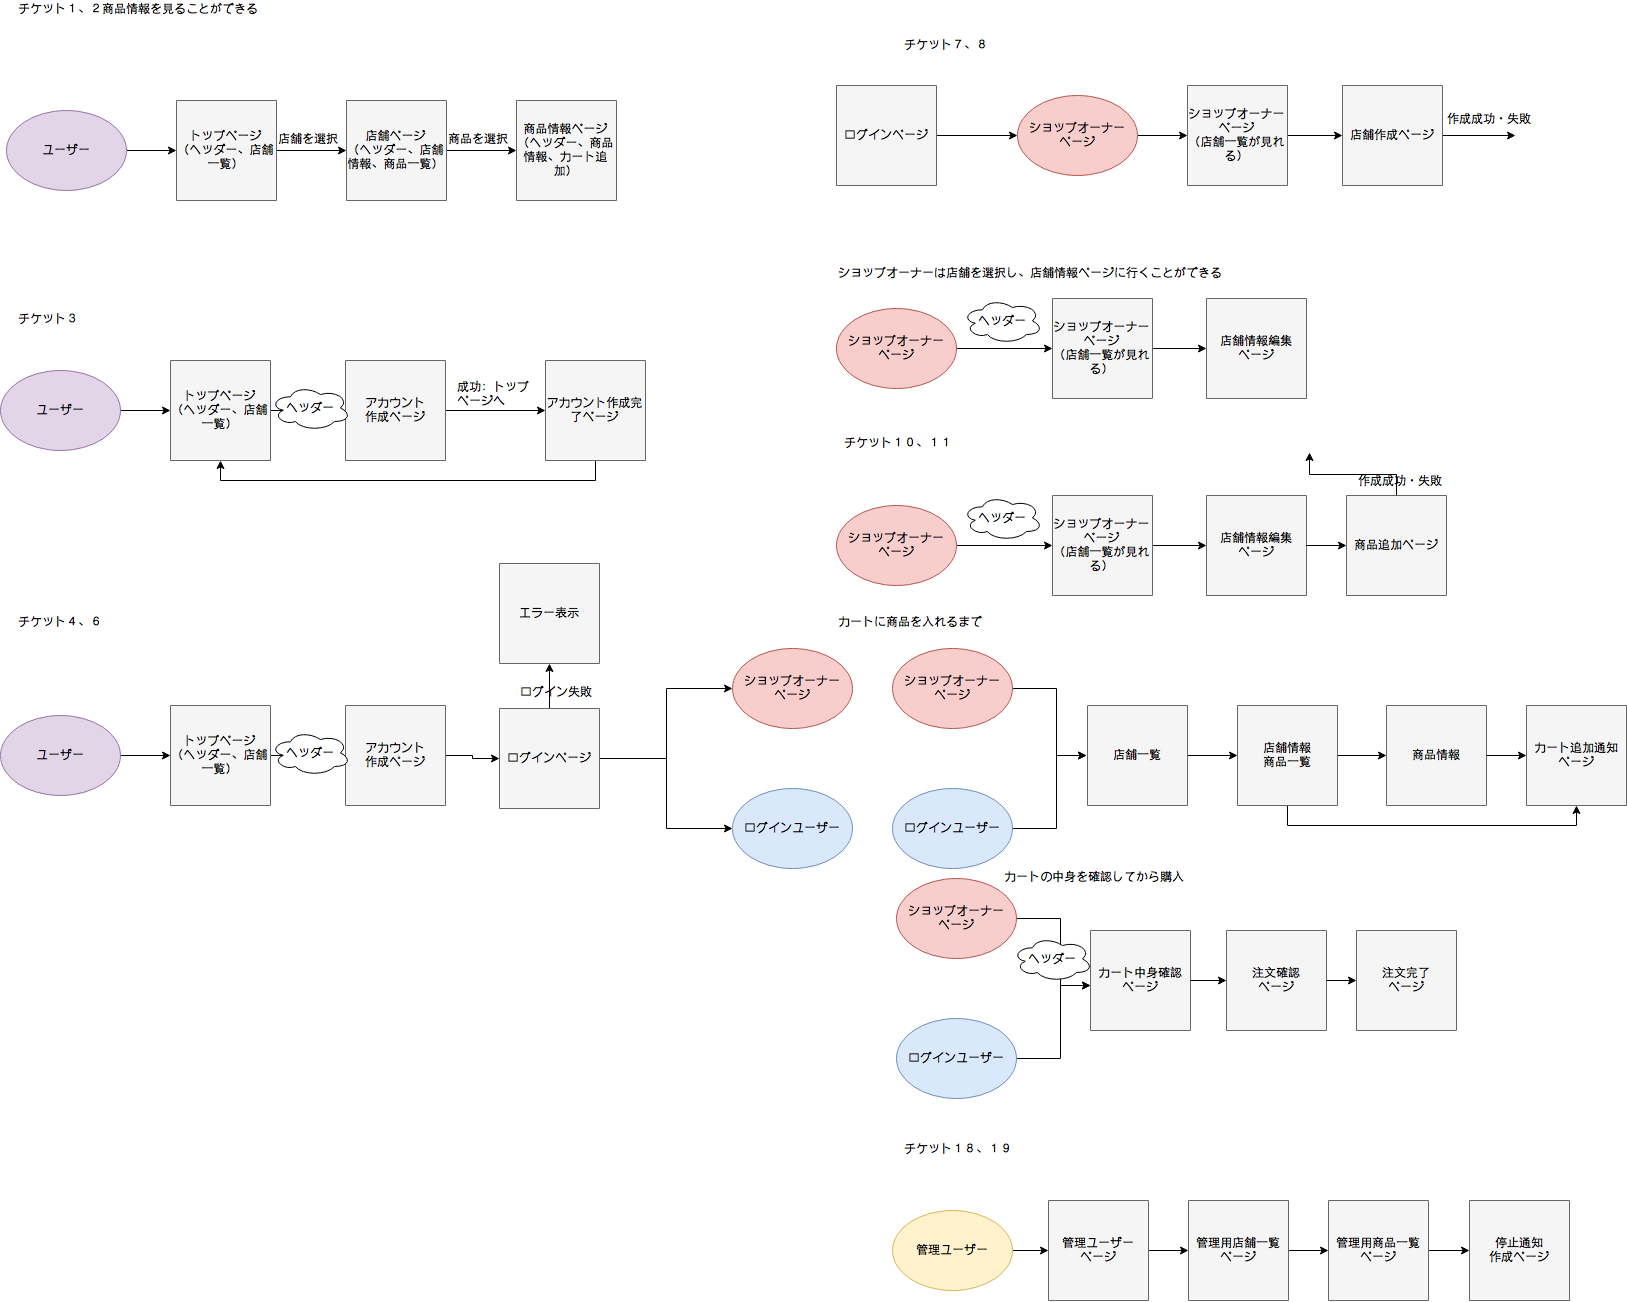 チケット１、２商品情報を見ることができる
ユーザー
トップページ
（ヘッダー、店舗
一覧）
店舗を選択
店舗ページ
（ヘッダー、店舗
情報、商品一覧）
商品を選択
商品情報ページ
（ヘッダー、商品
情報、カート追
加）
チケット７、８
ログインページ
ショップオーナー
ページ
ショップオーナー
ページ
（店舗一覧が見れ
る）
店舗作成ページ
作成成功・失敗
ショップオーナーは店舗を選択し、店舗情報ページに行くことができる
ショップオーナー
ページ
ヘッダー
ショップオーナー
ページ
（店舗一覧が見れ
る）
店舗情報編集
ページ
チケット３
ユーザー
トップページ
（ヘッダー、店舗
一覧）
ヘッダー
アカウント
作成ページ
成功：トップ
ページへ
アカウント作成完
了ページ
チケット１０、１１
ショップオーナー
ページ
ヘッダー
ショップオーナー
ページ
（店舗一覧が見れ
る）
店舗情報編集
ページ
商品追加ページ
作成成功・失敗
チケット４、６
ユーザー
トップページ
（ヘッダー、店舗
一覧）
ヘッダー
アカウント
作成ページ
ログインページ
ログイン失敗
エラー表示
ショップオーナー
ページ
ログインユーザー
カートに商品を入れるまで
ショップオーナー
ページ
ログインユーザー
店舗一覧
店舗情報
商品一覧
商品情報
カート追加通知
ページ
カートの中身を確認してから購入
ショップオーナー
ページ
ヘッダー
ログインユーザー
カート中身確認
ページ
注文確認
ページ
注文完了
ページ
チケット１８、１９
管理ユーザー
管理ユーザー
ページ
管理用店舗一覧
ページ
管理用商品一覧
ページ
停止通知
作成ページ